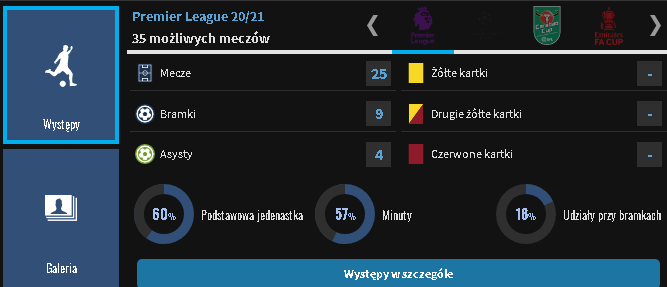 Premier League 20/21
35 możliwych meczów
Premier League
Carabao Cup
Emirates FA CUP
Występy
Galeria
Mecze 25
Bramki 9
Asysty 4
Żółte kartki -
Drugie żółte kartki -
Czerwone kartki -
60% Podstawowa jedenastka
57% Minuty
18% Udziały przy bramkach
Występy w szczególe